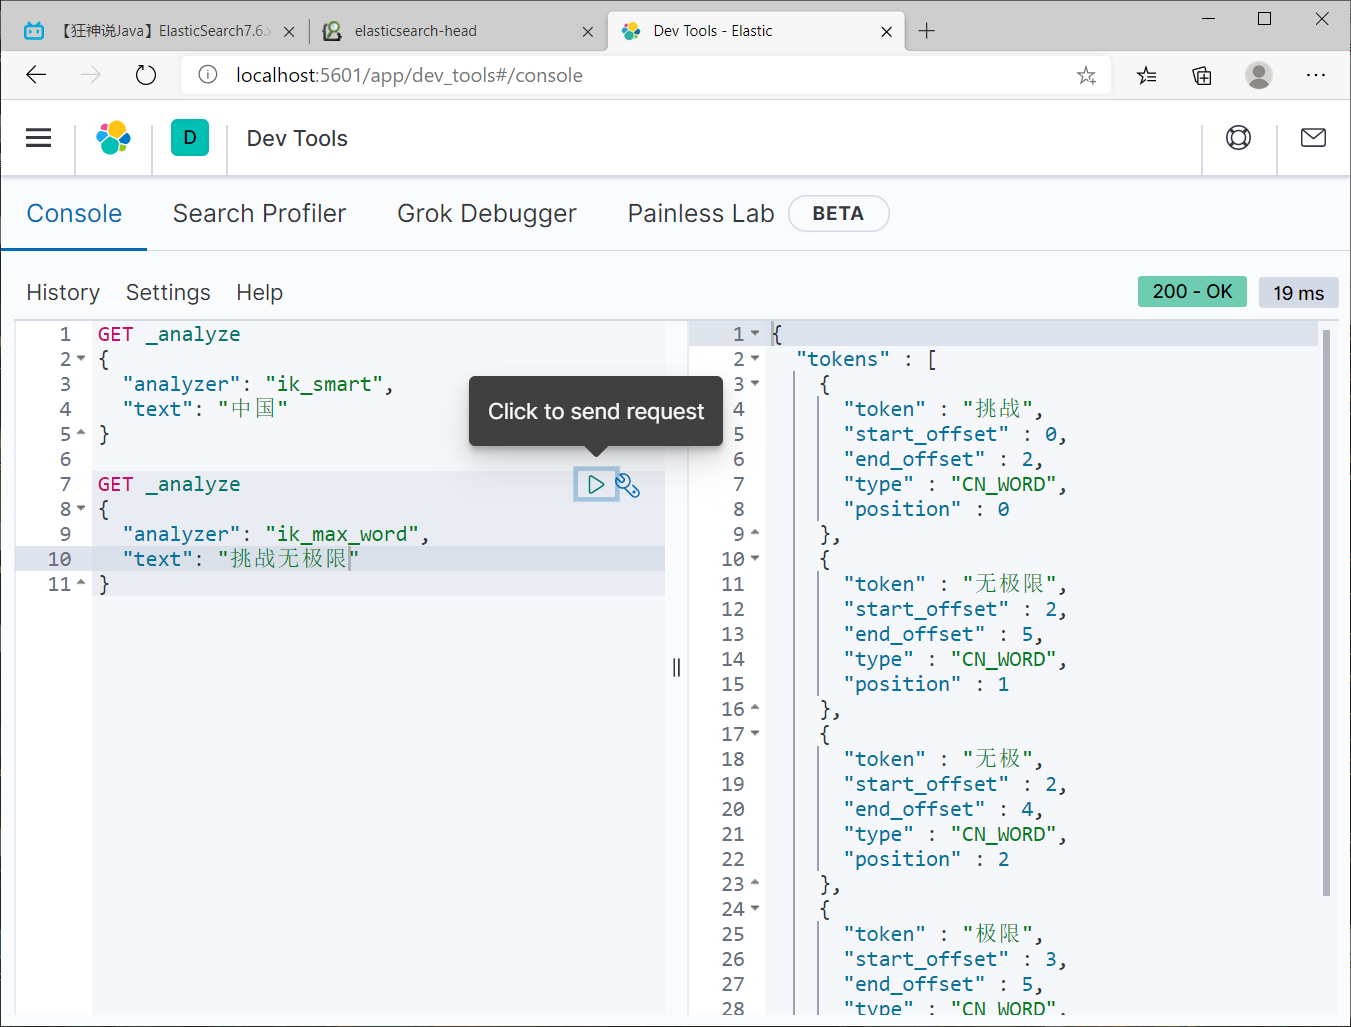 【狂神说Java】ElasticSearch7.6.x
elasticsearch-head
Dev Tools - Elastic
localhost:5601/app/dev_tools#/console
D
Dev Tools
Console
Search Profiler
Grok Debugger
Painless Lab
BETA
History
Settings
Help
200 - OK
19 ms
1 GET _analyze
2 {
3 "analyzer": "ik_smart",
4 "text": "中国"
5 }
6
7 GET _analyze
8 {
9 "analyzer": "ik_max_word",
10 "text": "挑战无极限"
11 }
Click to send request
1 {
2 "tokens" : [
3 {
4 "token" : "挑战",
5 "start_offset" : 0,
6 "end_offset" : 2,
7 "type" : "CN_WORD",
8 "position" : 0
9 },
10 {
11 "token" : "无极限",
12 "start_offset" : 2,
13 "end_offset" : 5,
14 "type" : "CN_WORD",
15 "position" : 1
16 },
17 {
18 "token" : "无极",
19 "start_offset" : 2,
20 "end_offset" : 4,
21 "type" : "CN_WORD",
22 "position" : 2
23 },
24 {
25 "token" : "极限",
26 "start_offset" : 3,
27 "end_offset" : 5,
28 "type" : "CN_WORD",